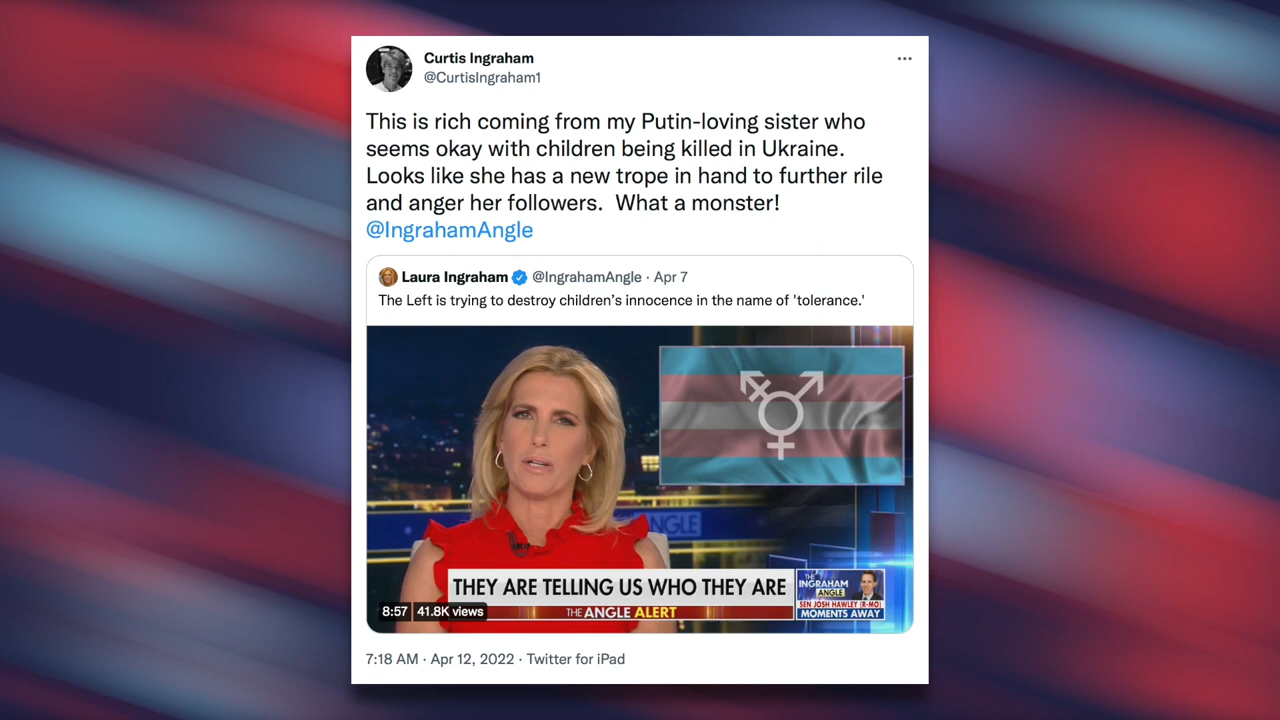 Curtis Ingraham
@CurtisIngraham1
This is rich coming from my Putin-loving sister who
seems okay with children being killed in Ukraine.
Looks like she has a new trope in hand to further rile
and anger her followers.  What a monster!
@IngrahamAngle
Laura Ingraham @IngrahamAngle · Apr 7
The Left is trying to destroy children's innocence in the name of 'tolerance.'
ANGLE
THEY ARE TELLING US WHO THEY ARE
THE ANGLE ALERT
THE
INGRAHAM
ANGLE
SEN JOSH HAWLEY (R-MO)
MOMENTS AWAY
8:57 41.8K views
7:18 AM · Apr 12, 2022 · Twitter for iPad